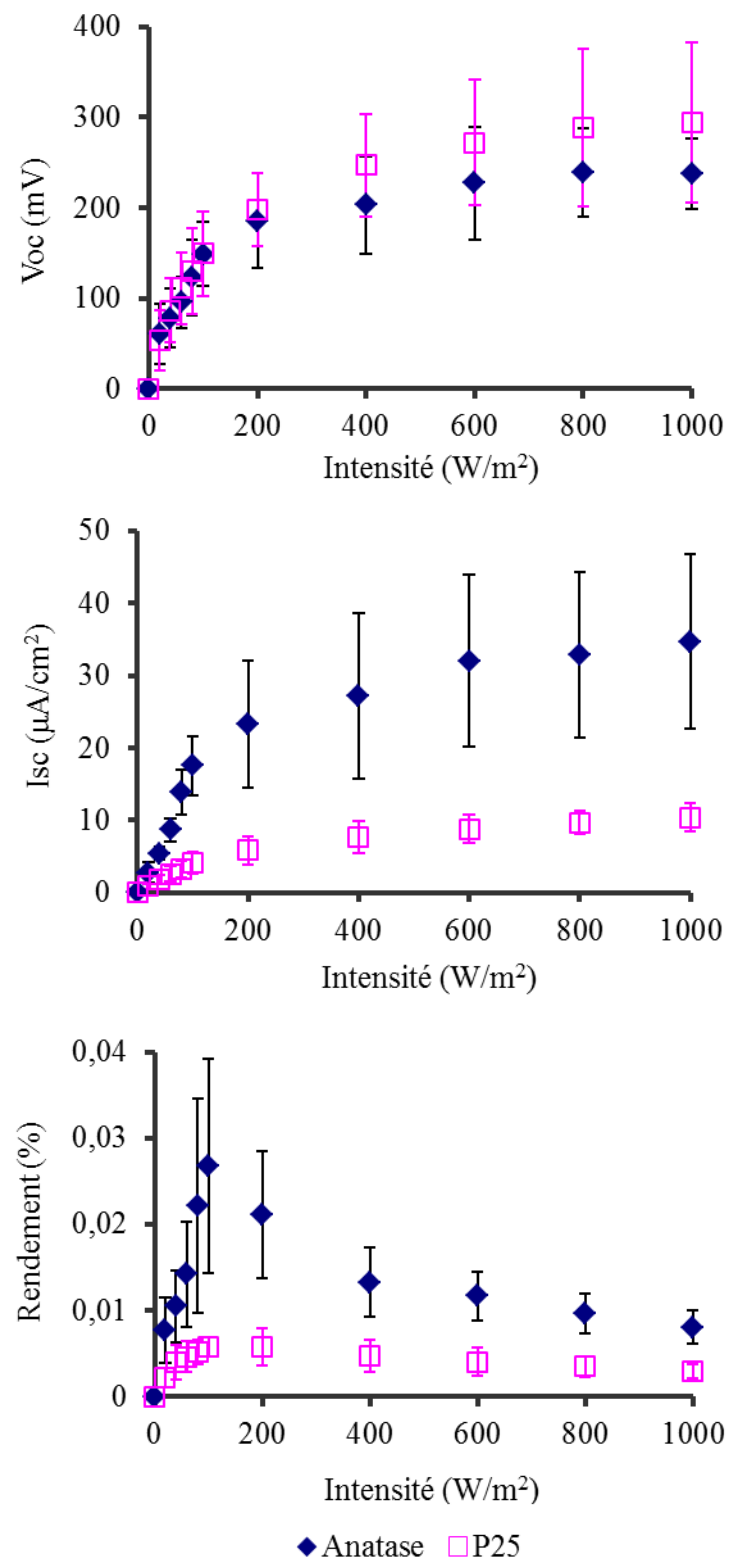 400
300
200
100
0
Voc (mV)
0 200 400 600 800 1000
Intensité (W/m²)
50
40
30
20
10
0
Isc (µA/cm²)
0 200 400 600 800 1000
Intensité (W/m²)
0,04
0,03
0,02
0,01
0
Rendement (%)
0 200 400 600 800 1000
Intensité (W/m²)
Anatase P25